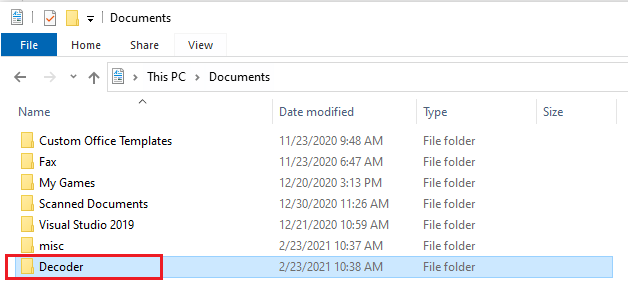 Documents
File Home Share View
This PC Documents
Name Date modified Type Size
Custom Office Templates 11/23/2020 9:48 AM File folder
Fax 11/23/2020 6:47 AM File folder
My Games 12/20/2020 3:13 PM File folder
Scanned Documents 12/30/2020 11:26 AM File folder
Visual Studio 2019 12/21/2020 10:59 AM File folder
misc 2/23/2021 10:37 AM File folder
Decoder 2/23/2021 10:38 AM File folder